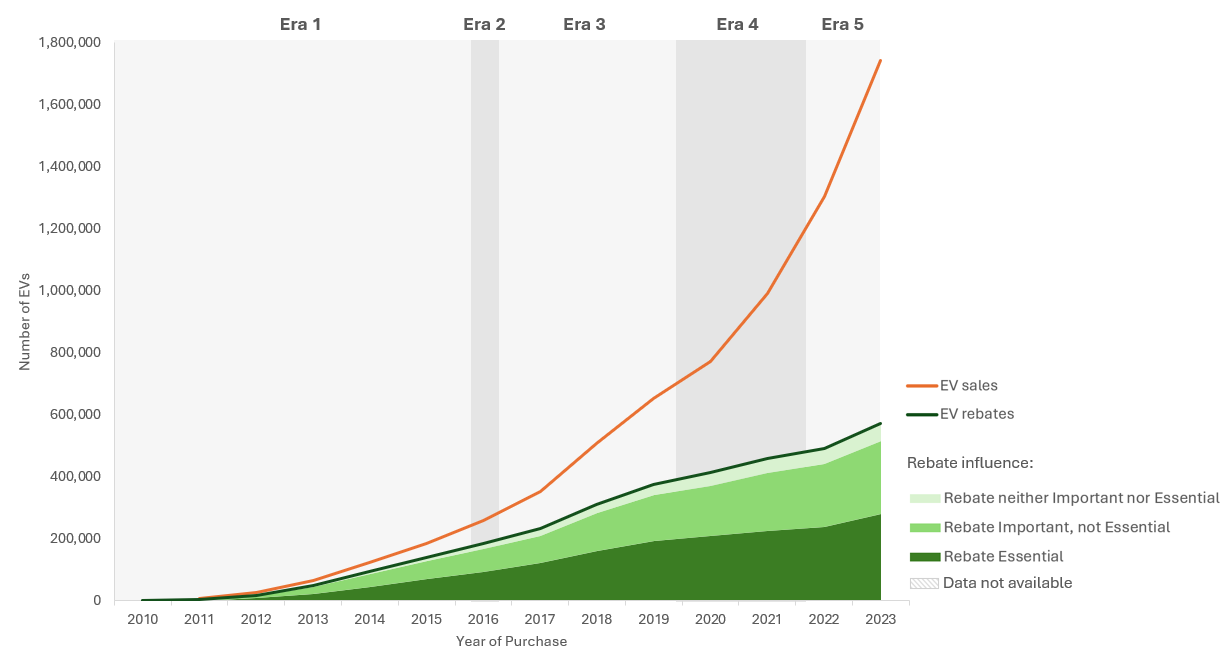 Era 1 Era 2 Era 3 Era 4 Era 5
1,800,000
1,600,000
1,400,000
1,200,000
1,000,000
800,000
600,000
400,000
200,000
0
Number of EVs
2010 2011 2012 2013 2014 2015 2016 2017 2018 2019 2020 2021 2022 2023
Year of Purchase
EV sales
EV rebates
Rebate influence:
Rebate neither Important nor Essential
Rebate Important, not Essential
Rebate Essential
Data not available